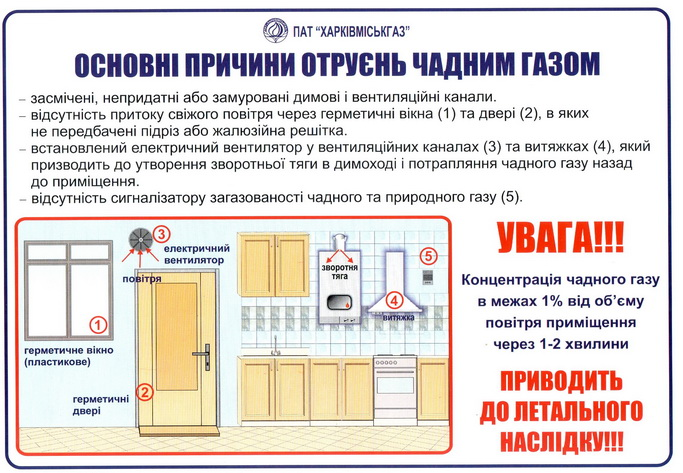 ПАТ "ХАРКІВМІСЬКГАЗ"
ОСНОВНІ ПРИЧИНИ ОТРУЄНЬ ЧАДНИМ ГАЗОМ
– засмічені, непридатні або замуровані димові і вентиляційні канали.
– відсутність притоку свіжого повітря через герметичні вікна (1) та двері (2), в яких
не передбачені підріз або жалюзійна решітка.
– встановлений електричний вентилятор у вентиляційних каналах (3) та витяжках (4), який
призводить до утворення зворотньої тяги в димоході і потрапляння чадного газу назад
до приміщення.
– відсутність сигналізатору загазованості чадного та природного газу (5).
3
електричний
вентилятор
повітря
1
герметичне вікно
(пластикове)
2
герметичні
двері
зворотня
тяга
4
витяжка
5
УВАГА!!!
Концентрація чадного газу
в межах 1% від об'єму
повітря приміщення
через 1-2 хвилини
ПРИВОДИТЬ
ДО ЛЕТАЛЬНОГО
НАСЛІДКУ!!!